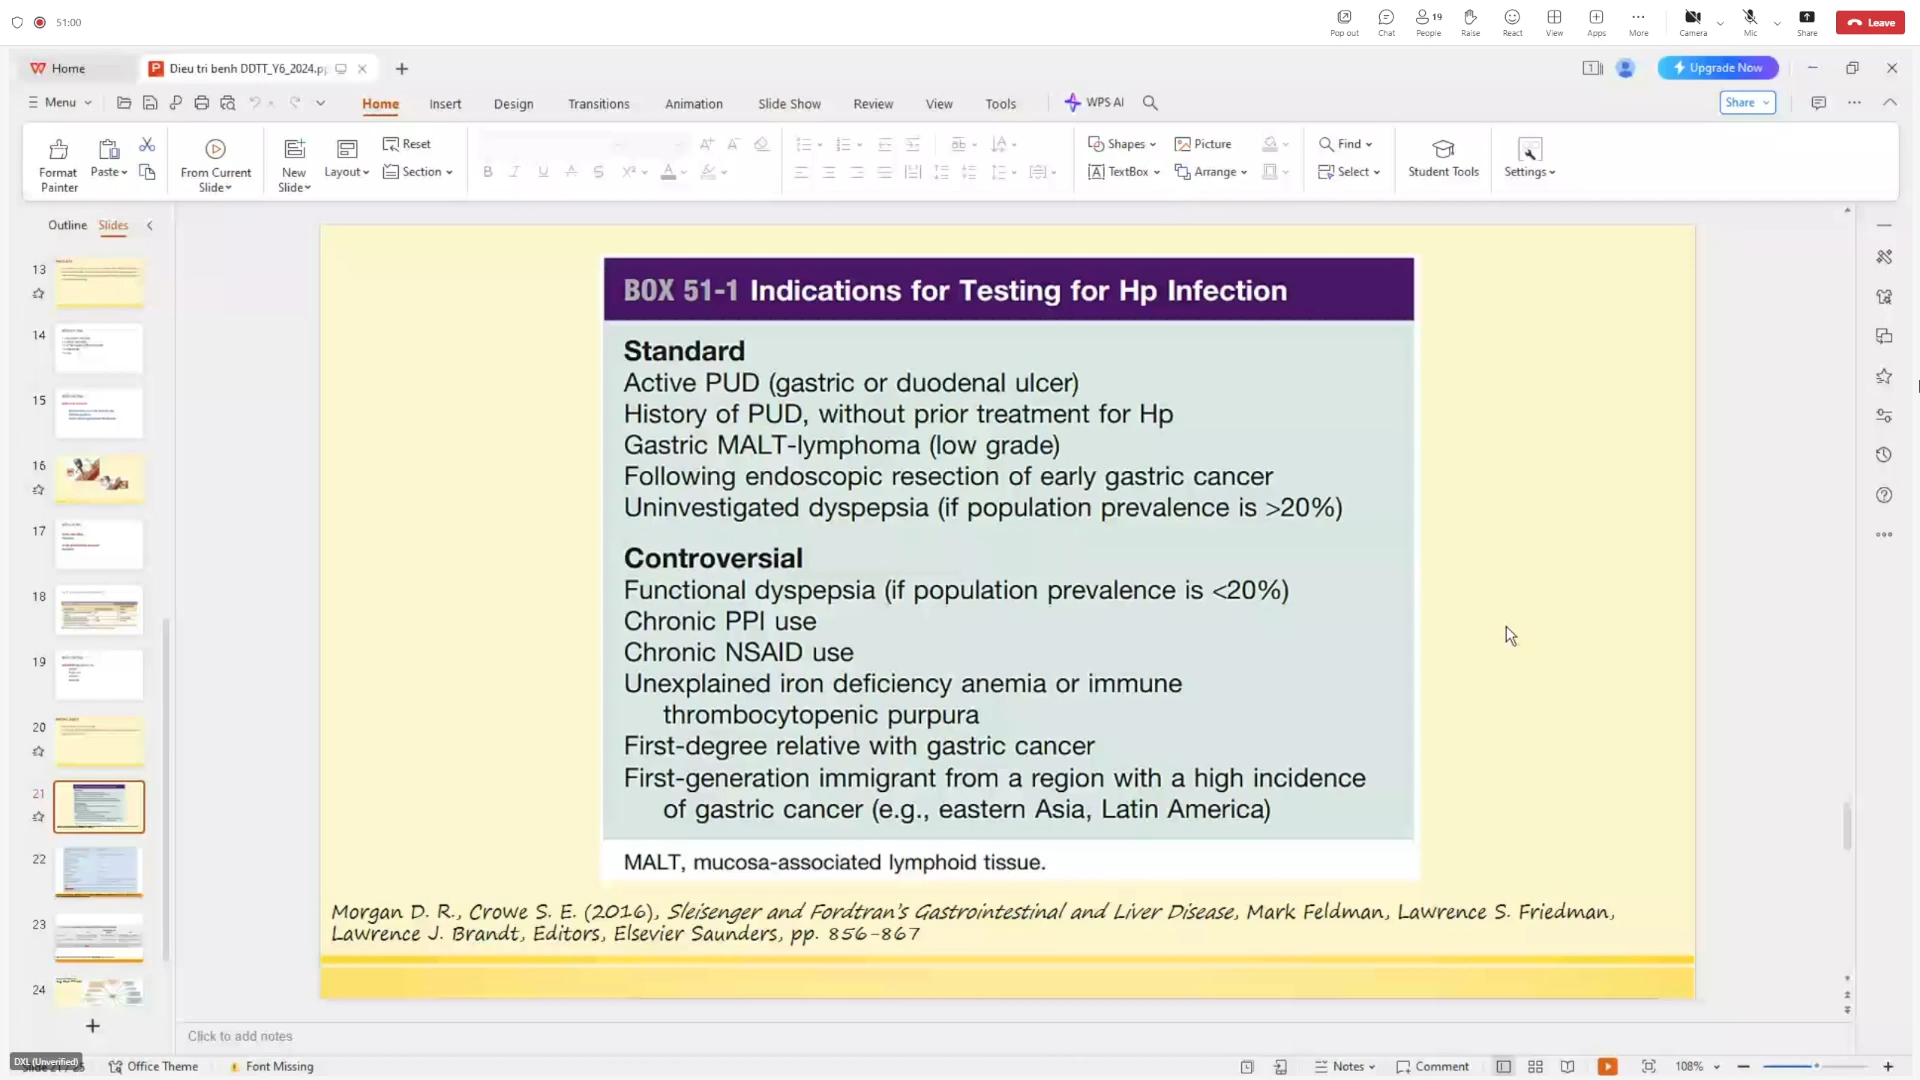 51:00
Pop out
Chat
19
People
Raise
React
View
Apps
More
Camera
Mic
Share
Leave
Home
Dieu tri benh DDTT_Y6_2024.pp
Upgrade Now
Menu
Home
Insert
Design
Transitions
Animation
Slide Show
Review
View
Tools
WPS AI
Share
Format
Painter
Paste
From Current
Slide
New
Slide
Layout
Reset
Section
Shapes
Picture
TextBox
Arrange
Find
Select
Student Tools
Settings
Outline
Slides
13
14
15
16
17
18
19
20
21
22
23
24
BOX 51-1 Indications for Testing for Hp Infection
Standard
Active PUD (gastric or duodenal ulcer)
History of PUD, without prior treatment for Hp
Gastric MALT-lymphoma (low grade)
Following endoscopic resection of early gastric cancer
Uninvestigated dyspepsia (if population prevalence is >20%)
Controversial
Functional dyspepsia (if population prevalence is <20%)
Chronic PPI use
Chronic NSAID use
Unexplained iron deficiency anemia or immune
thrombocytopenic purpura
First-degree relative with gastric cancer
First-generation immigrant from a region with a high incidence
of gastric cancer (e.g., eastern Asia, Latin America)
MALT, mucosa-associated lymphoid tissue.
Morgan D. R., Crowe S. E. (2016), Sleisenger and Fordtran's Gastrointestinal and Liver Disease, Mark Feldman, Lawrence S. Friedman,
Lawrence J. Brandt, Editors, Elsevier Saunders, pp. 856-867
Click to add notes
DXL (Unverified)
Office Theme
Font Missing
Notes
Comment
108%